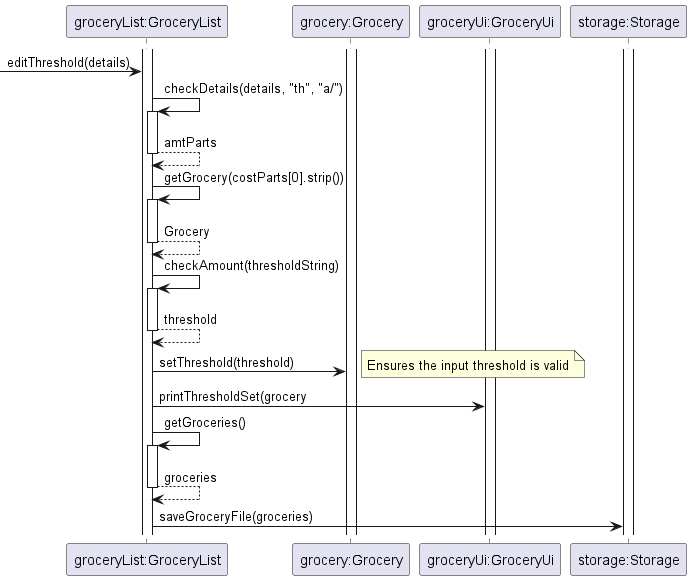 groceryList:GroceryList
grocery:Grocery
groceryUi:GroceryUi
storage:Storage
editThreshold(details)
checkDetails(details, "th", "a/")
amtParts
getGrocery(costParts[0].strip())
Grocery
checkAmount(thresholdString)
threshold
setThreshold(threshold)
Ensures the input threshold is valid
printThresholdSet(grocery
getGroceries()
groceries
saveGroceryFile(groceries)
groceryList:GroceryList
grocery:Grocery
groceryUi:GroceryUi
storage:Storage